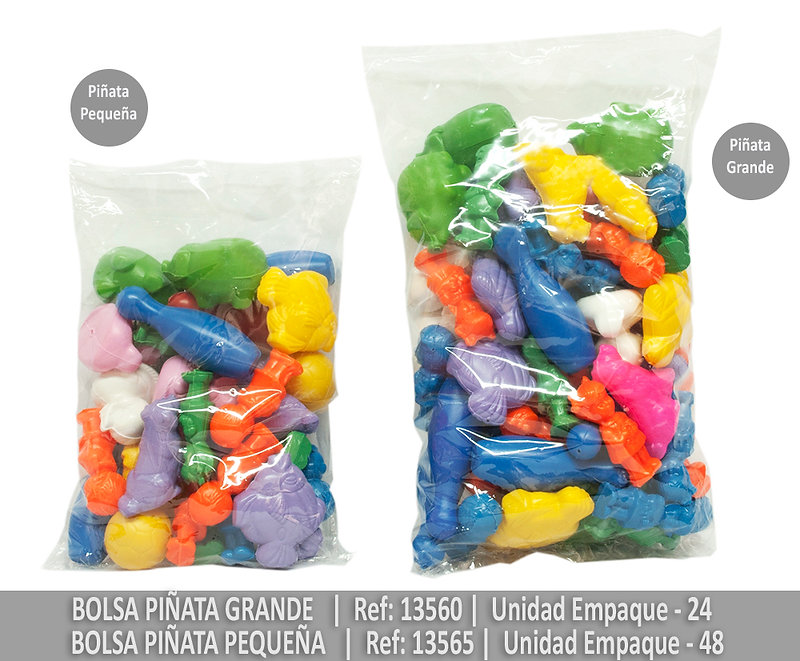 Piñata
Pequeña
Piñata
Grande
BOLSA PIÑATA GRANDE | Ref: 13560 | Unidad Empaque - 24
BOLSA PIÑATA PEQUEÑA | Ref: 13565 | Unidad Empaque - 48